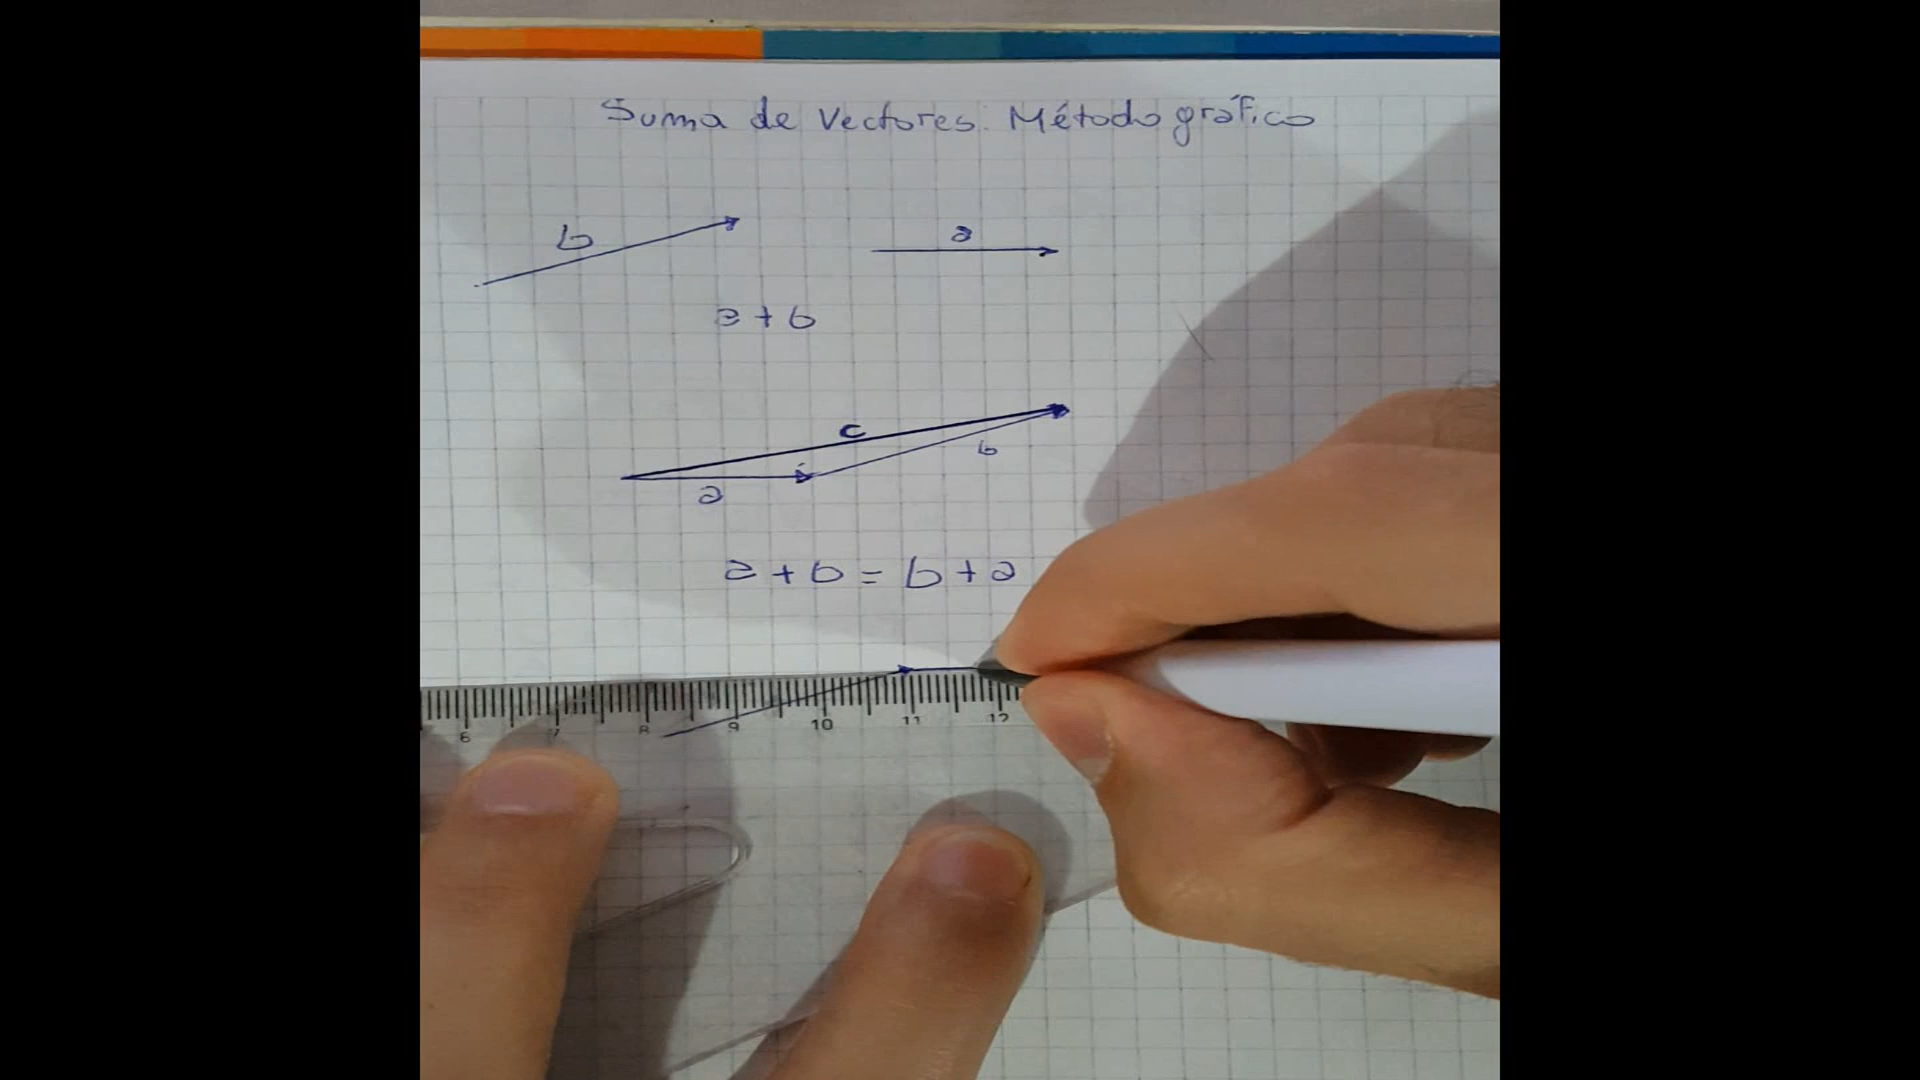 Suma de Vectores. Método gráfico
b
a
a + b
c
b
a
a + b = b + a
6 7 8 9 10 11 12